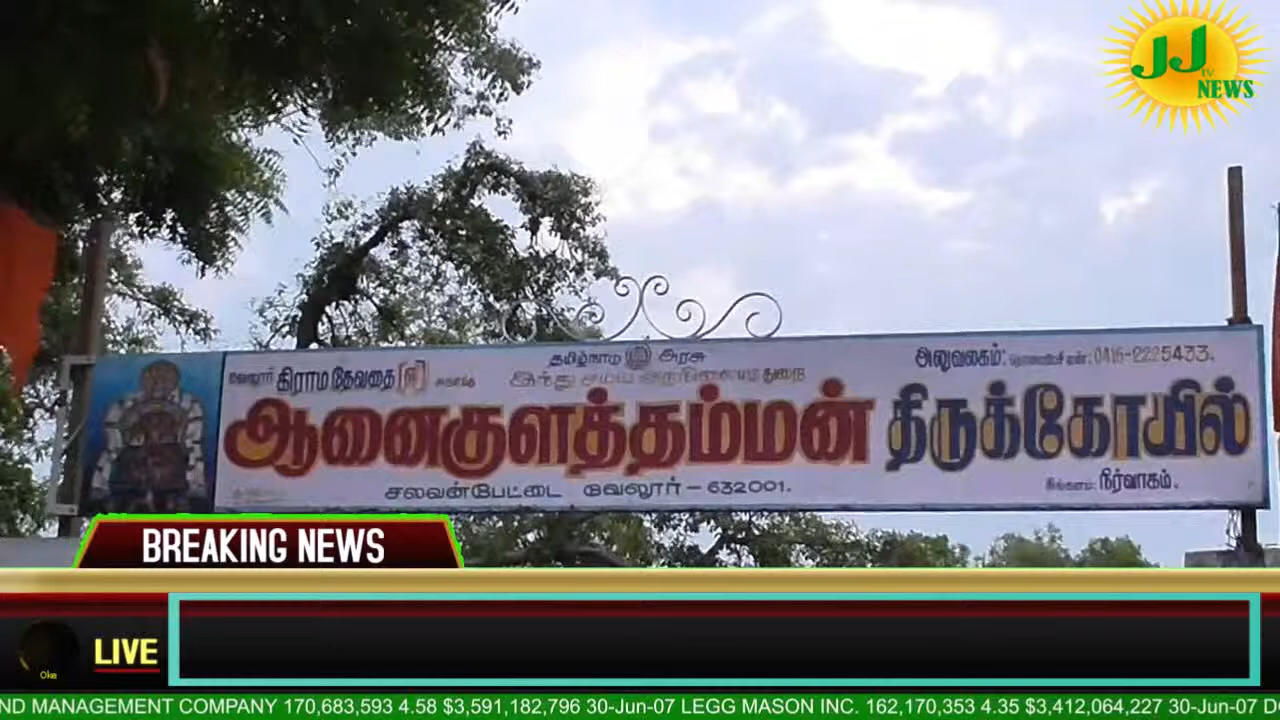 JJ
TV
NEWS
தமிழ்நாடு அரசு
அலுவலகம்: 0416-2225433.
வேலூர் கிராம தேவதை
இந்து சமய அறநிலையத்துறை
ஆனைகுளத்தம்மன் திருக்கோயில்
நிர்வாகம்.
சலவன்பேட்டை வேலூர் - 632001.
BREAKING NEWS
LIVE
Oke
ND MANAGEMENT COMPANY 170,683,593 4.58 $3,591,182,796 30-Jun-07 LEGG MASON INC. 162,170,353 4.35 $3,412,064,227 30-Jun-07 D